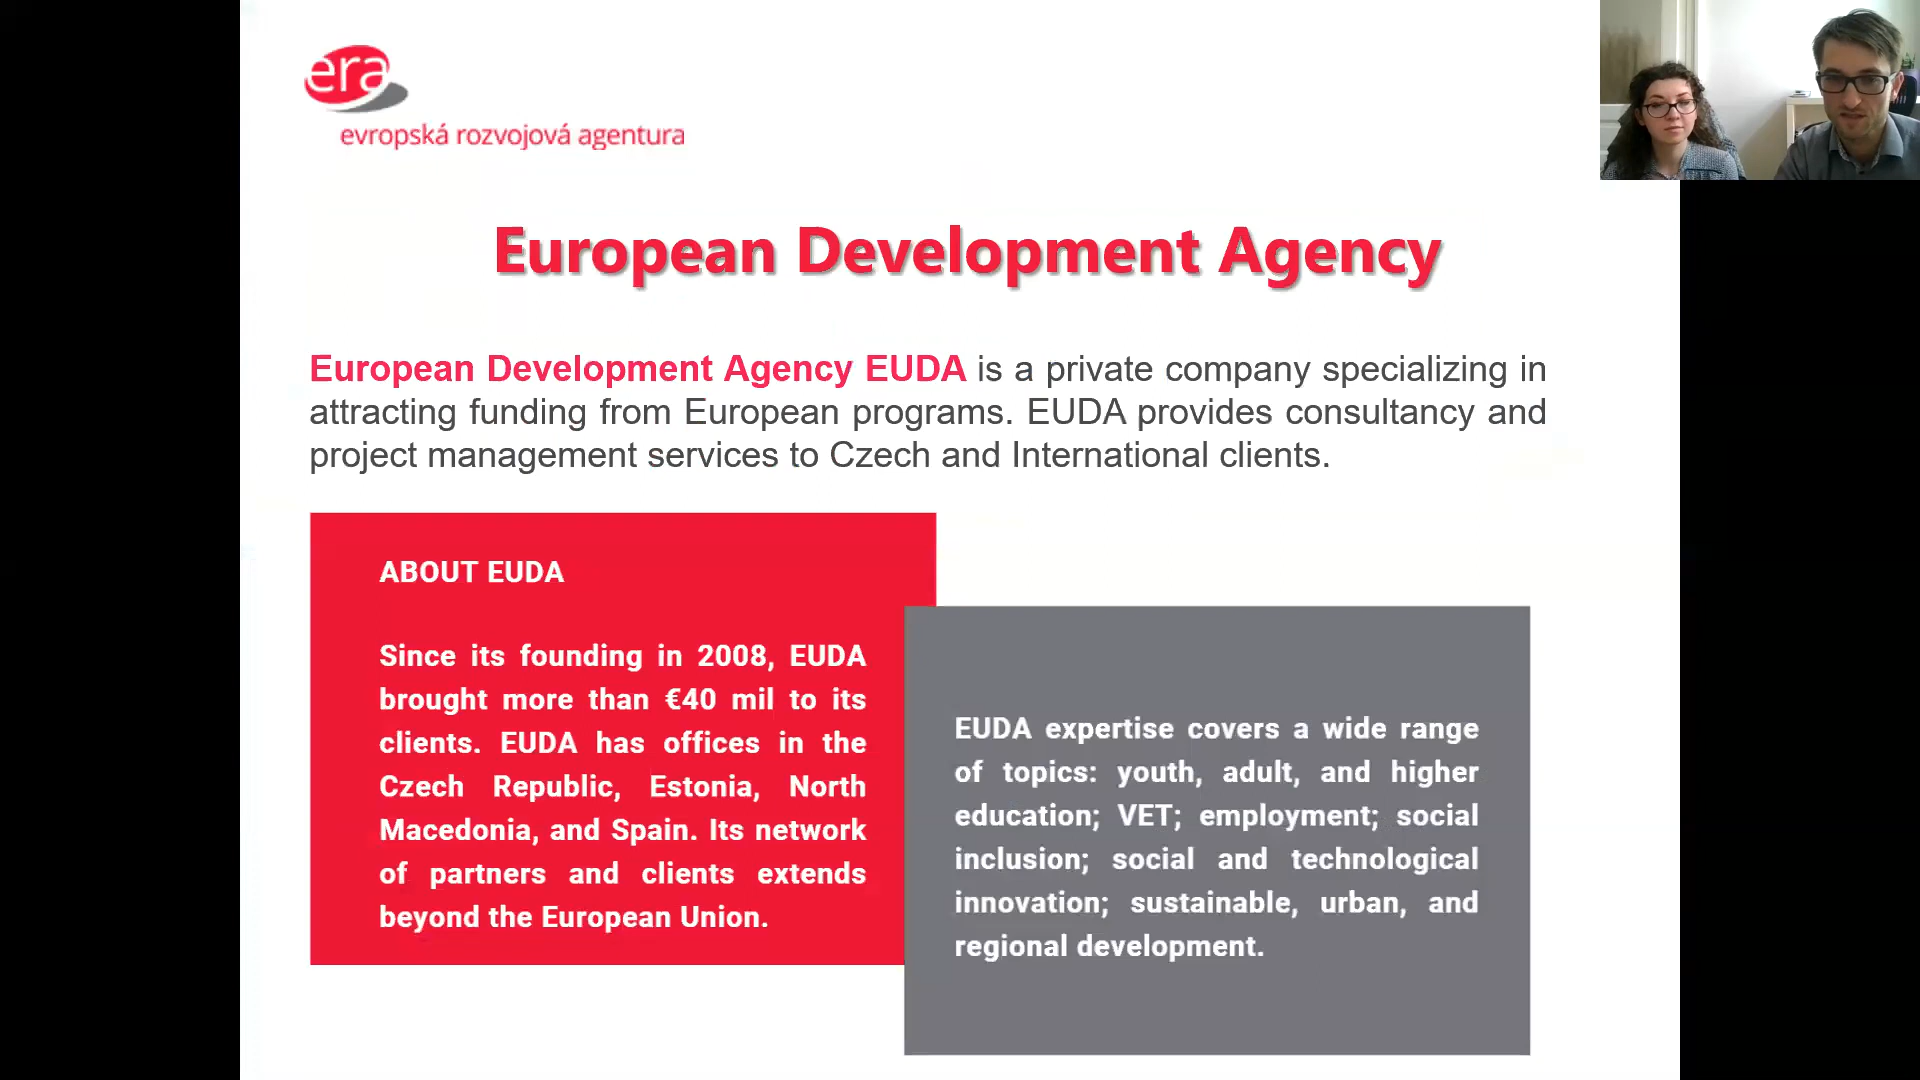 era
evropská rozvojová agentura
European Development Agency
European Development Agency EUDA is a private company specializing in
attracting funding from European programs. EUDA provides consultancy and
project management services to Czech and International clients.
ABOUT EUDA
Since its founding in 2008, EUDA
brought more than €40 mil to its
clients. EUDA has offices in the
Czech Republic, Estonia, North
Macedonia, and Spain. Its network
of partners and clients extends
beyond the European Union.
EUDA expertise covers a wide range
of topics: youth, adult, and higher
education; VET; employment; social
inclusion; social and technological
innovation; sustainable, urban, and
regional development.